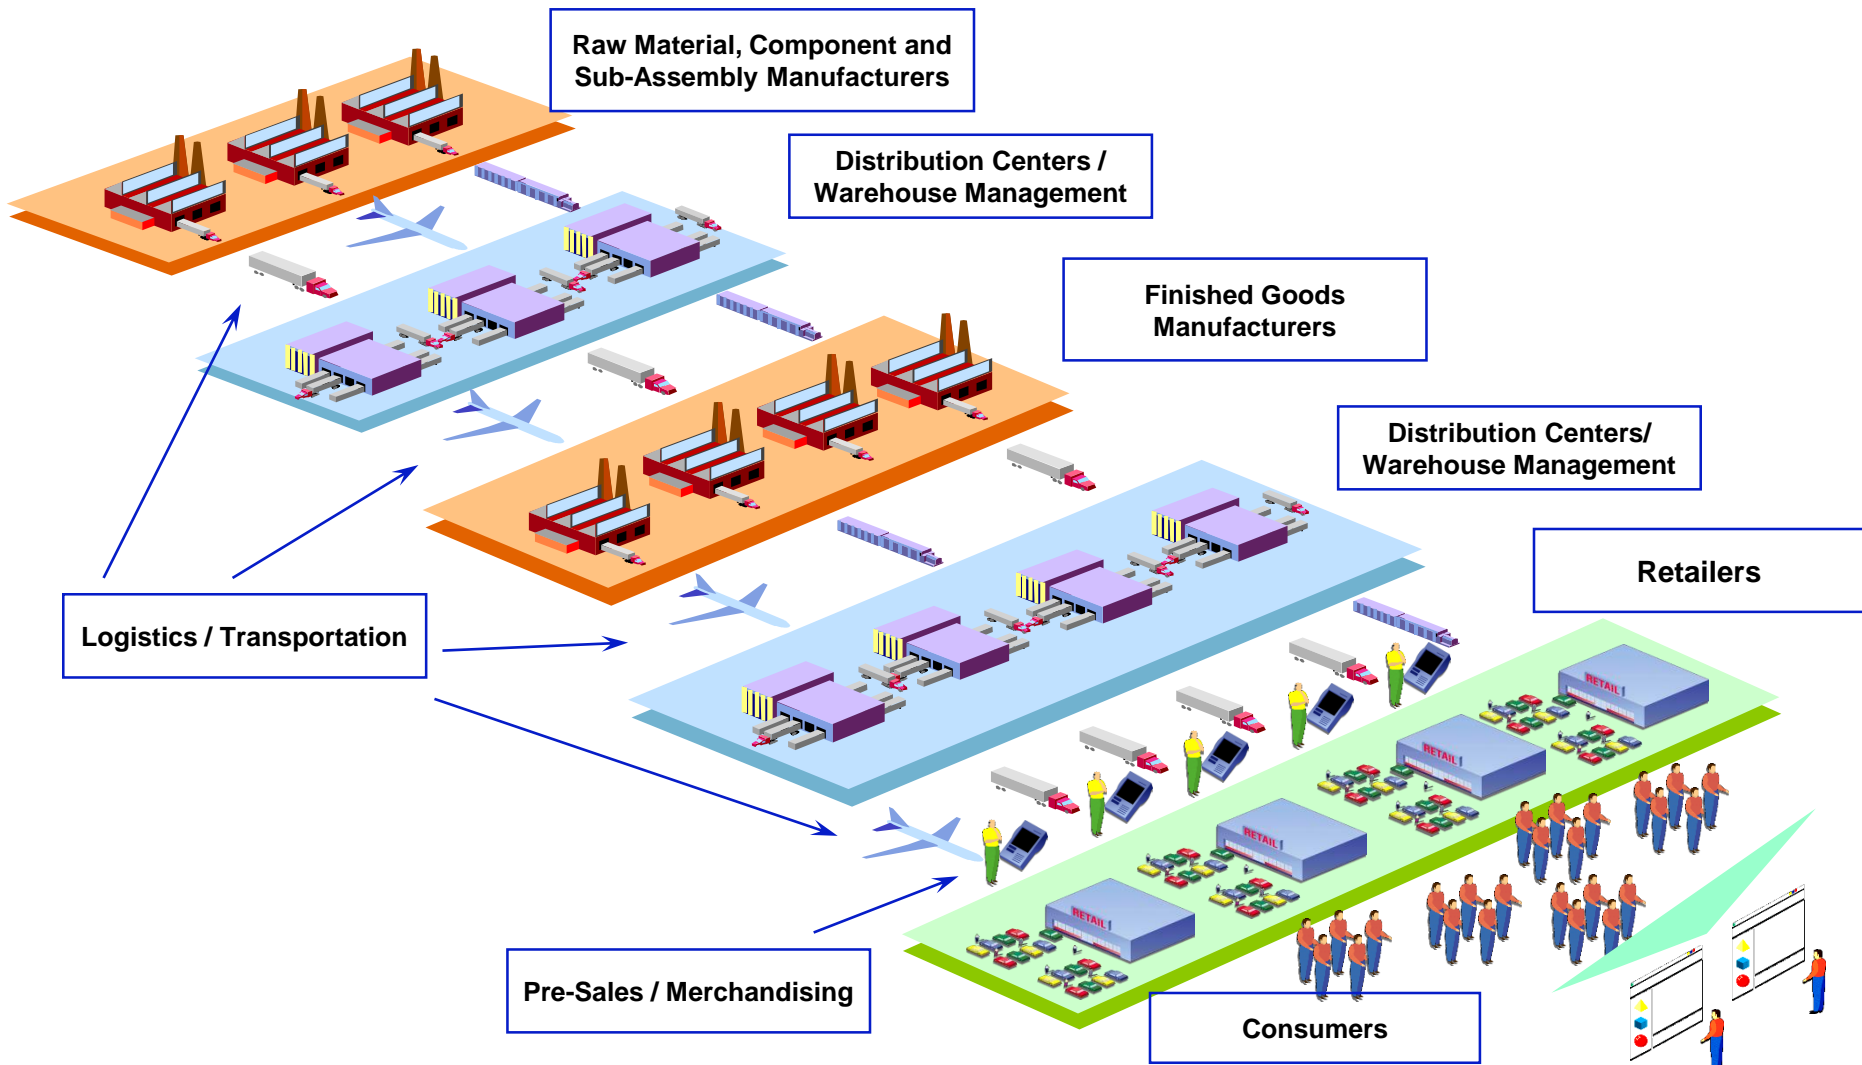 Raw Material, Component and
Sub-Assembly Manufacturers
Distribution Centers /
Warehouse Management
Finished Goods
Manufacturers
Distribution Centers/
Warehouse Management
Retailers
Logistics / Transportation
RETAIL
RETAIL
RETAIL
RETAIL
Pre-Sales / Merchandising
Consumers